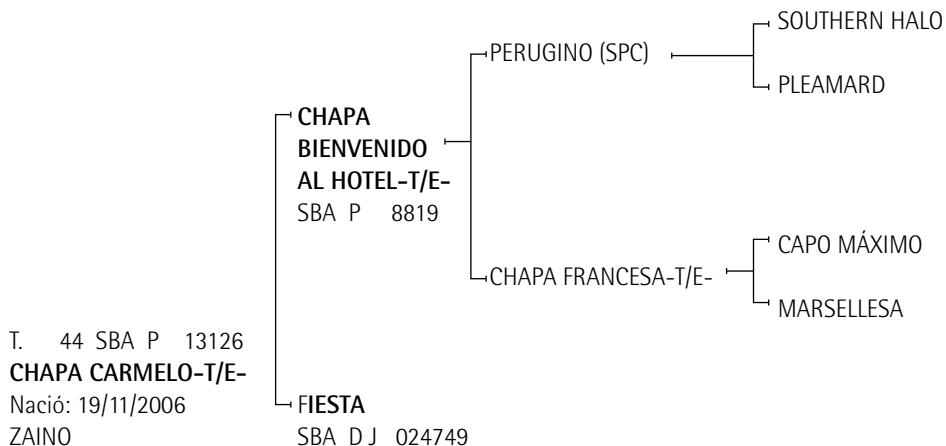 SOUTHERN HALO
PERUGINO (SPC)
PLEAMARD
CHAPA
BIENVENIDO
AL HOTEL-T/E-
SBA P 8819
CAPO MÁXIMO
CHAPA FRANCESA-T/E-
MARSELLESA
T. 44 SBA P 13126
CHAPA CARMELO-T/E-
Nació: 19/11/2006
ZAINO
FIESTA
SBA D J 024749